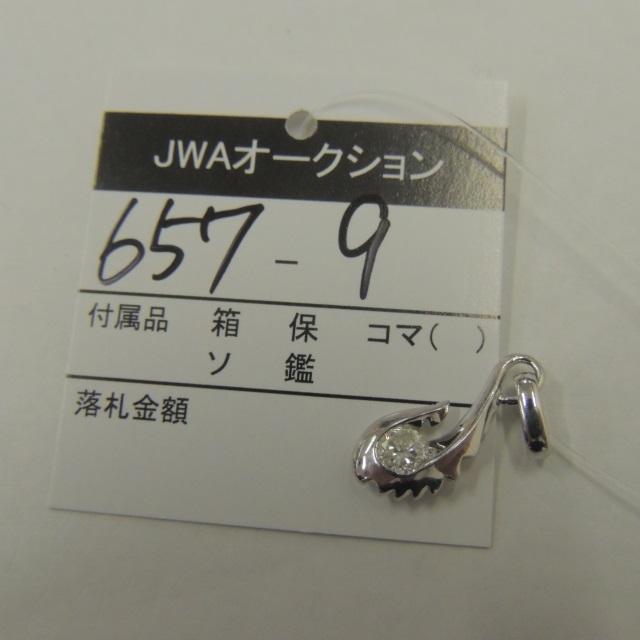 JWAオークション
657-9
付属品 箱 保 コマ( )
ソ 鑑
落札金額